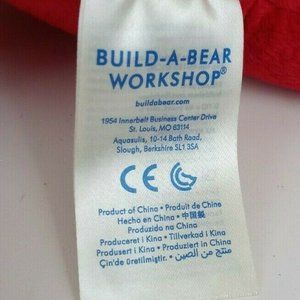 BUILD-A-BEAR
WORKSHOP®
buildabear.com
1954 Innerbelt Business Center Drive
St. Louis, MO 63114
Aquasulis, 10-14 Bath Road,
Slough, Berkshire SL1 3SA
CE
Product of China • Produit de Chine
Hecho en China • 中国製
Produzido na China
Produceret i Kina • Tillverkad i Kina
Produsert i Kina • Produziert in China
Çin'de üretilmiştir. • منتج من الصين